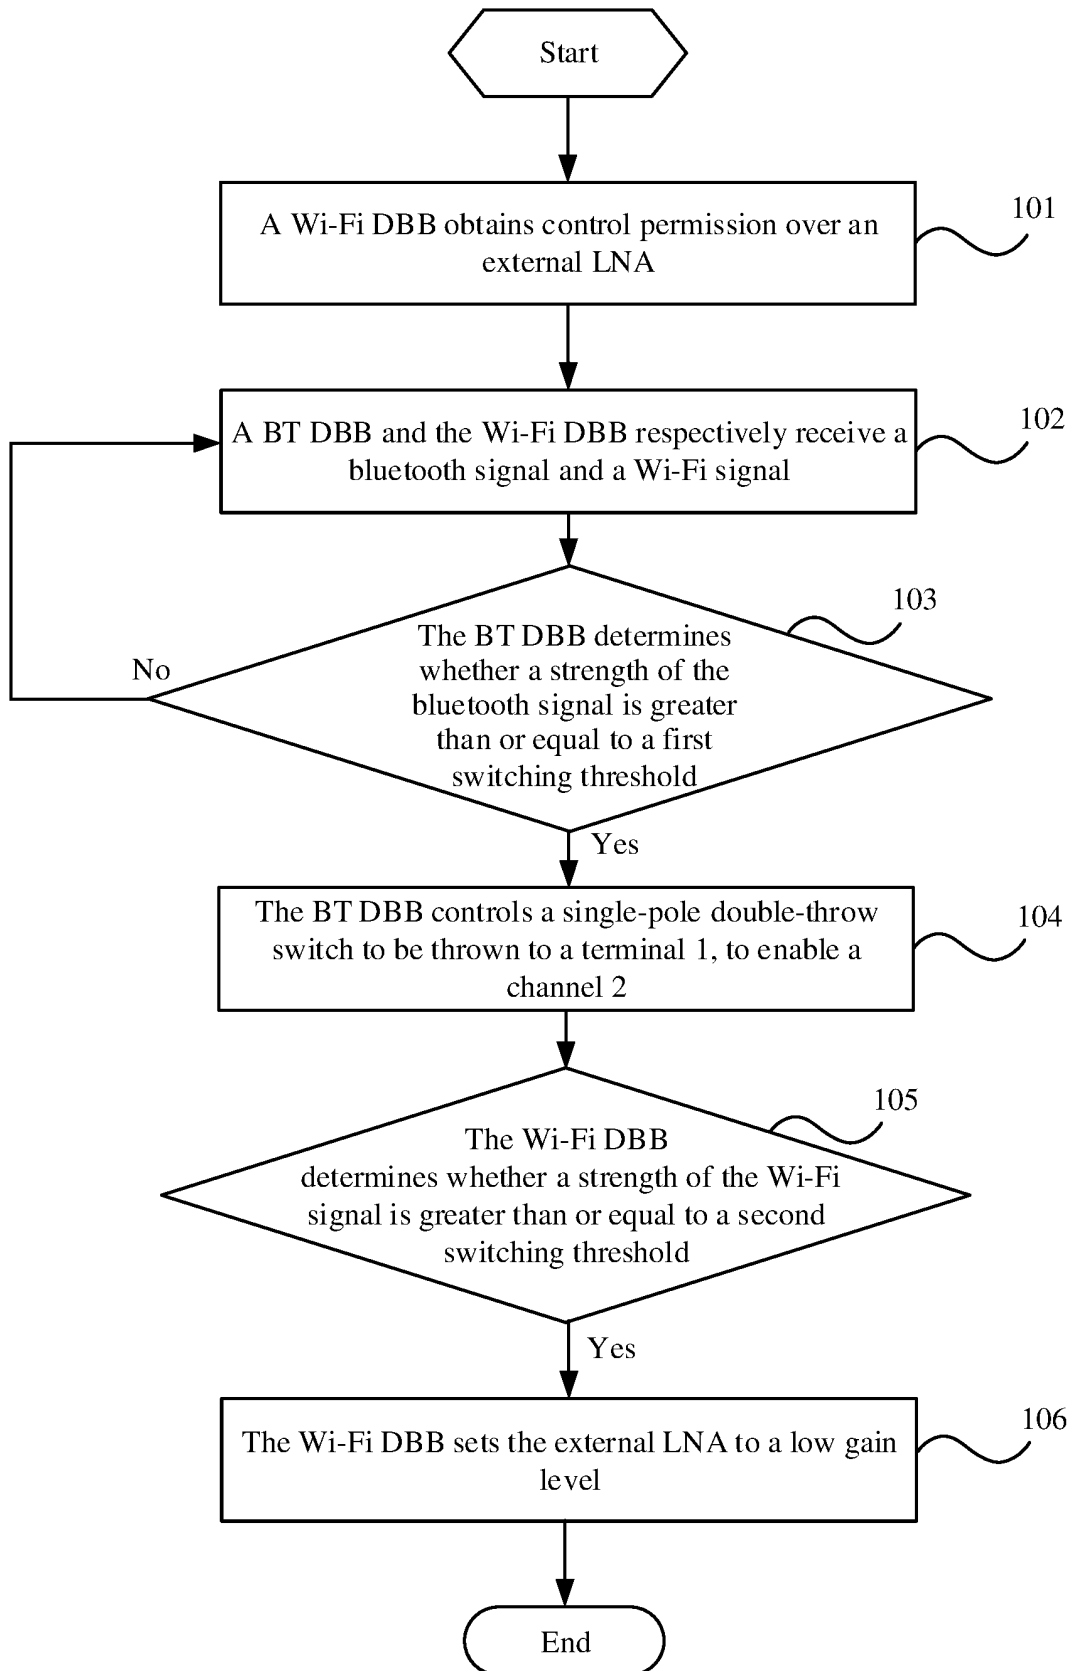 Start
A Wi-Fi DBB obtains control permission over an
external LNA
101
A BT DBB and the Wi-Fi DBB respectively receive a
bluetooth signal and a Wi-Fi signal
102
103
The BT DBB determines
whether a strength of the
bluetooth signal is greater
than or equal to a first
switching threshold
No
Yes
The BT DBB controls a single-pole double-throw
switch to be thrown to a terminal 1, to enable a
channel 2
104
105
The Wi-Fi DBB
determines whether a strength of the Wi-Fi
signal is greater than or equal to a second
switching threshold
Yes
The Wi-Fi DBB sets the external LNA to a low gain
level
106
End